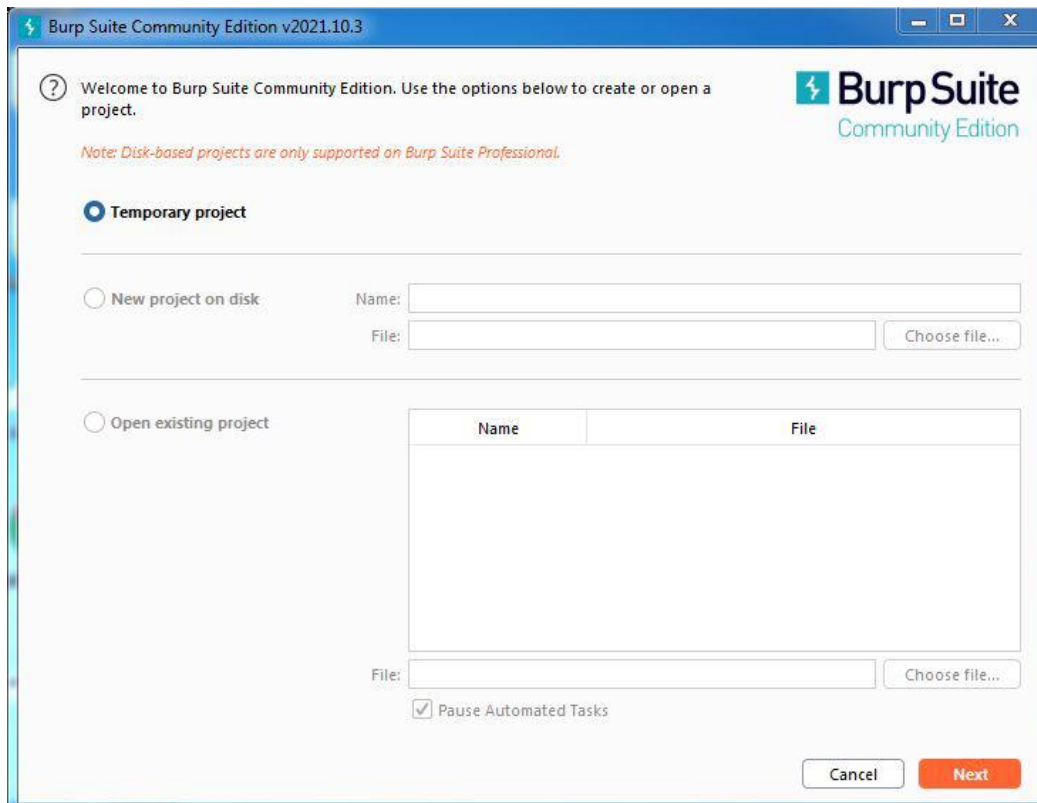 Burp Suite Community Edition v2021.10.3
Welcome to Burp Suite Community Edition. Use the options below to create or open a
project.
Note: Disk-based projects are only supported on Burp Suite Professional.
Burp Suite
Community Edition
Temporary project
New project on disk
Name:
File:
Choose file...
Open existing project
Name
File
File:
Choose file...
Pause Automated Tasks
Cancel
Next